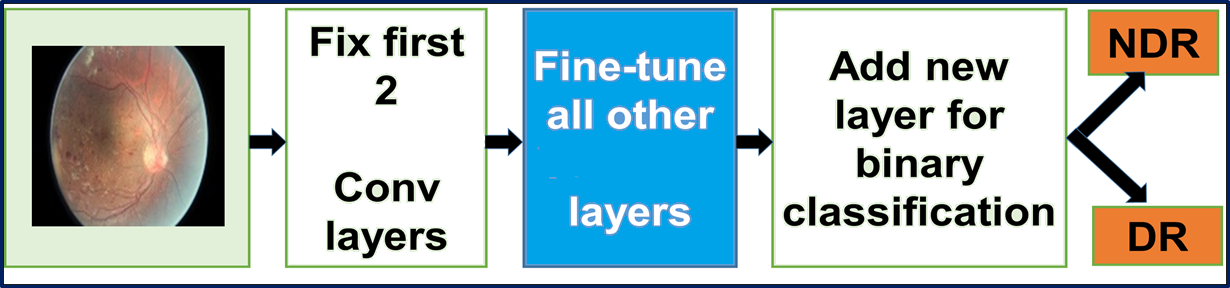 Fix first
2
Conv
layers
Fine-tune
all other
layers
Add new
layer for
binary
classification
NDR
DR